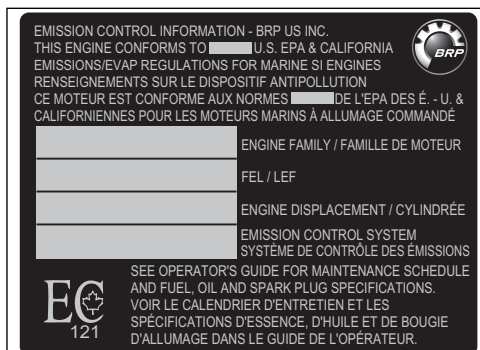 EMISSION CONTROL INFORMATION - BRP US INC.
THIS ENGINE CONFORMS TO U.S. EPA & CALIFORNIA
EMISSIONS/EVAP REGULATIONS FOR MARINE SI ENGINES
RENSEIGNEMENTS SUR LE DISPOSITIF ANTIPOLLUTION
CE MOTEUR EST CONFORME AUX NORMES DE L'EPA DES É. - U. &
CALIFORNIENNES POUR LES MOTEURS MARINS À ALLUMAGE COMMANDÉ
BRP
ENGINE FAMILY / FAMILLE DE MOTEUR
FEL / LEF
ENGINE DISPLACEMENT / CYLINDRÉE
EMISSION CONTROL SYSTEM
SYSTÈME DE CONTRÔLE DES ÉMISSIONS
SEE OPERATOR'S GUIDE FOR MAINTENANCE SCHEDULE
AND FUEL, OIL AND SPARK PLUG SPECIFICATIONS.
VOIR LE CALENDRIER D'ENTRETIEN ET LES
SPÉCIFICATIONS D'ESSENCE, D'HUILE ET DE BOUGIE
D'ALLUMAGE DANS LE GUIDE DE L'OPÉRATEUR.
EC
121